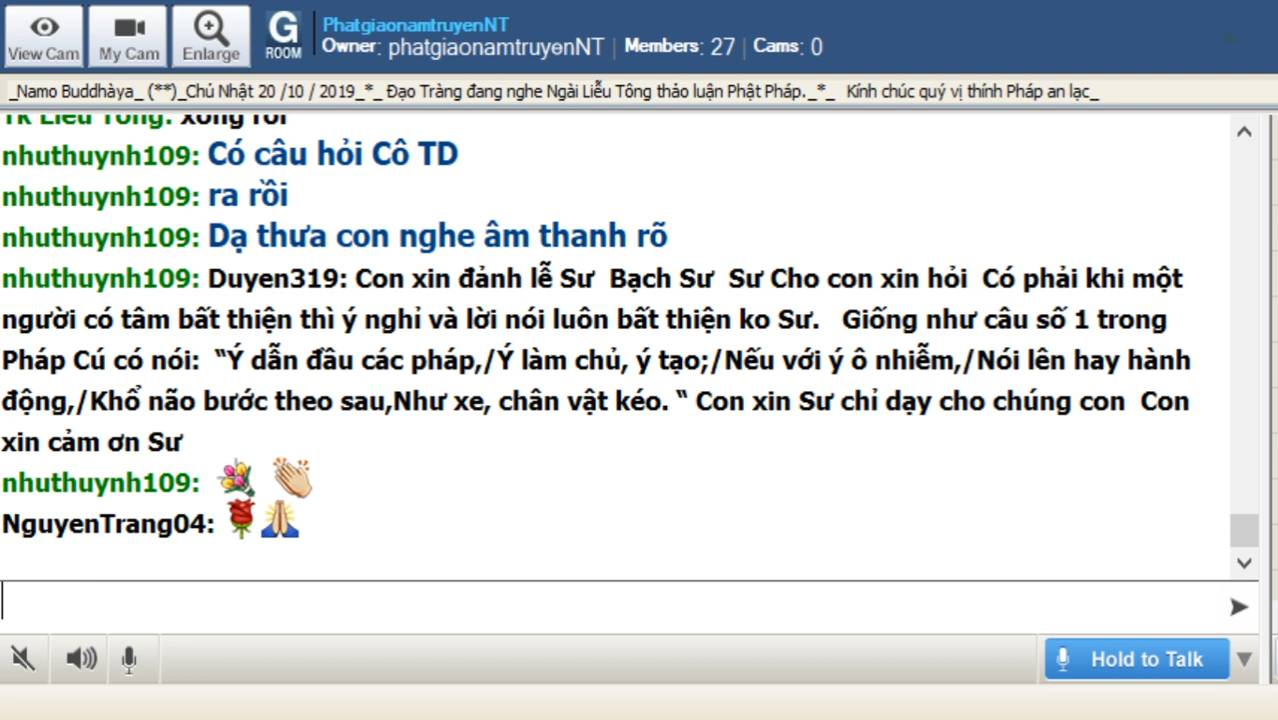 View Cam
My Cam
Enlarge
G
ROOM
PhatgiaonamtruyenNT
Owner: phatgiaonamtruyenNT | Members: 27 | Cams: 0
_Namo Buddhàya_ (**)_Chủ Nhật 20 /10 / 2019_*_ Đạo Tràng đang nghe Ngài Liễu Tông thảo luận Phật Pháp._*_ Kính chúc quý vị thính Pháp an lạc_
Tk Lieu Tong: xong rồi
nhuthuynh109: Có câu hỏi Cô TD
nhuthuynh109: ra rồi
nhuthuynh109: Dạ thưa con nghe âm thanh rõ
nhuthuynh109: Duyen319: Con xin đảnh lễ Sư Bạch Sư Sư Cho con xin hỏi Có phải khi một
người có tâm bất thiện thì ý nghỉ và lời nói luôn bất thiện ko Sư. Giống như câu số 1 trong
Pháp Cú có nói: “Ý dẫn đầu các pháp,/Ý làm chủ, ý tạo;/Nếu với ý ô nhiễm,/Nói lên hay hành
động,/Khổ não bước theo sau,Như xe, chân vật kéo. “ Con xin Sư chỉ dạy cho chúng con Con
xin cảm ơn Sư
nhuthuynh109:
NguyenTrang04:
Hold to Talk